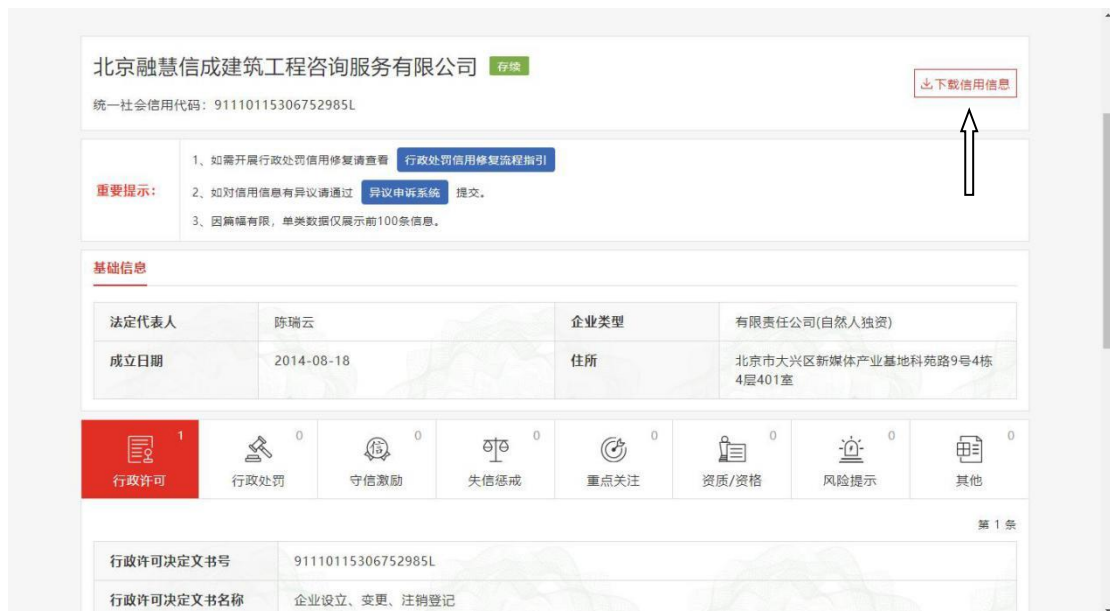 北京融慧信成建筑工程咨询服务有限公司 存续
下载信用信息
统一社会信用代码：91110115306752985L
重要提示：
1、如需开展行政处罚信用修复请查看 行政处罚信用修复流程指引
2、如对信用信息有异议请通过 异议申诉系统 提交。
3、因篇幅有限，单类数据仅展示前100条信息。
基础信息
法定代表人 陈瑞云 企业类型 有限责任公司(自然人独资)
成立日期 2014-08-18 住所 北京市大兴区新媒体产业基地科苑路9号4栋
4层401室
1 0 0 0 0 0 0 0
信
行政许可 行政处罚 守信激励 失信惩戒 重点关注 资质/资格 风险提示 其他
第 1 条
行政许可决定文书号 91110115306752985L
行政许可决定文书名称 企业设立、变更、注销登记